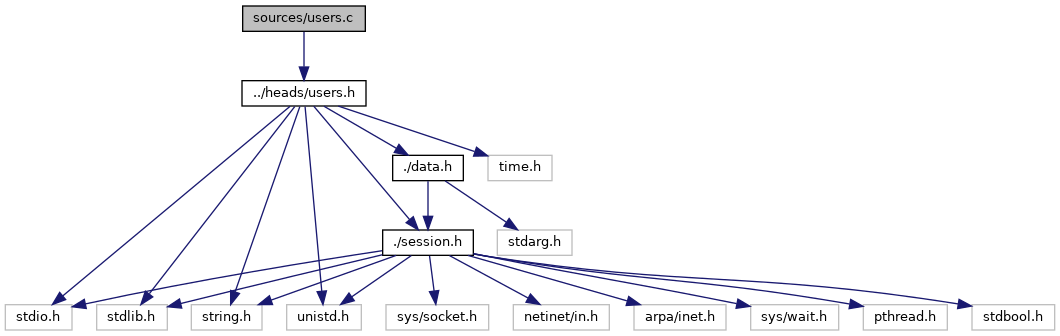 sources/users.c
../heads/users.h
./data.h
time.h
./session.h
stdarg.h
stdio.h
stdlib.h
string.h
unistd.h
sys/socket.h
netinet/in.h
arpa/inet.h
sys/wait.h
pthread.h
stdbool.h